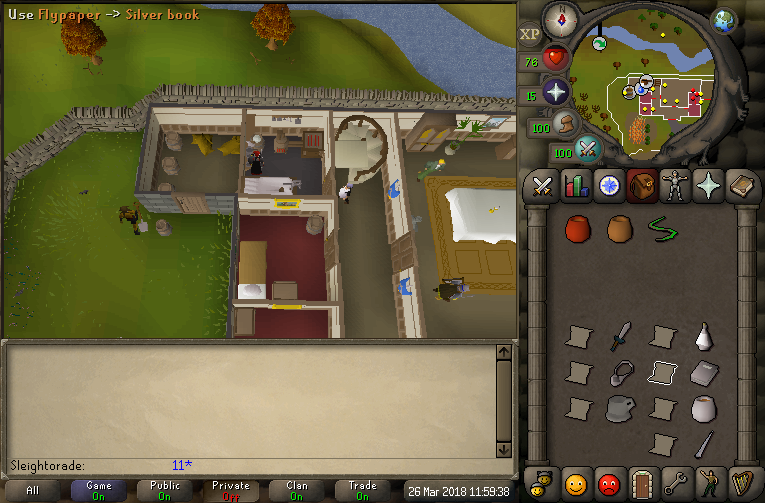 Use Flypaper -> Silver book
XP
76
15
100
100
Sleightorade: 11*
All
Game
On
Public
On
Private
Off
Clan
On
Trade
On
26 Mar 2018 11:59:38